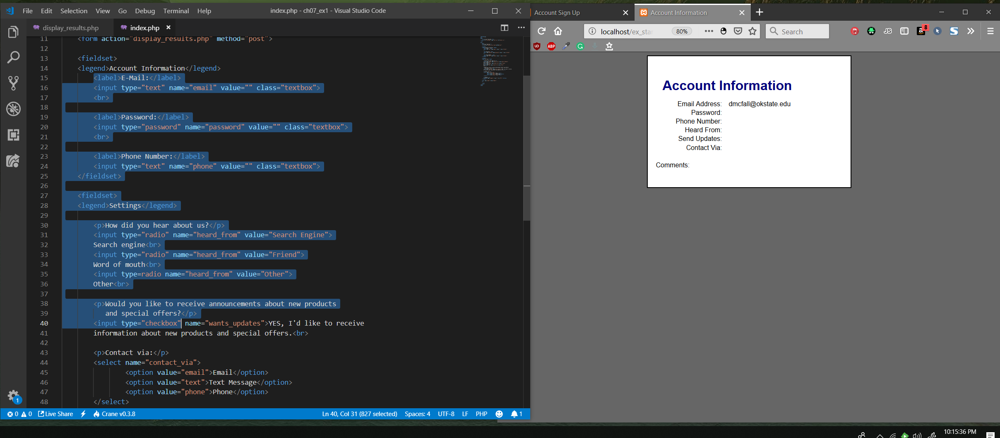 File Edit Selection View Go Debug Terminal Help
index.php - ch07_ex1 - Visual Studio Code
display_results.php
index.php
11 <form action="display_results.php" method="post">
12
13 <fieldset>
14 <legend>Account Information</legend>
15 <label>E-Mail:</label>
16 <input type="text" name="email" value="" class="textbox">
17 <br>
18
19 <label>Password:</label>
20 <input type="password" name="password" value="" class="textbox">
21 <br>
22
23 <label>Phone Number:</label>
24 <input type="text" name="phone" value="" class="textbox">
25 </fieldset>
26
27 <fieldset>
28 <legend>Settings</legend>
29
30 <p>How did you hear about us?</p>
31 <input type="radio" name="heard_from" value="Search Engine">
32 Search engine<br>
33 <input type="radio" name="heard_from" value="Friend">
34 Word of mouth<br>
35 <input type=radio name="heard_from" value="Other">
36 Other<br>
37
38 <p>Would you like to receive announcements about new products
39 and special offers?</p>
40 <input type="checkbox" name="wants_updates">YES, I'd like to receive
41 information about new products and special offers.<br>
42
43 <p>Contact via:</p>
44 <select name="contact_via">
45 <option value="email">Email</option>
46 <option value="text">Text Message</option>
47 <option value="phone">Phone</option>
48 </select>
1
0 0 Live Share Crane v0.3.8
Ln 40, Col 31 (827 selected) Spaces: 4 UTF-8 LF PHP 1
Account Sign Up
Account Information
localhost/ex_sta
80%
Search
JS
a 8
S
ABP
G
Account Information
Email Address: dmcfall@okstate.edu
Password:
Phone Number:
Heard From:
Send Updates:
Contact Via:
Comments:
10:15:36 PM